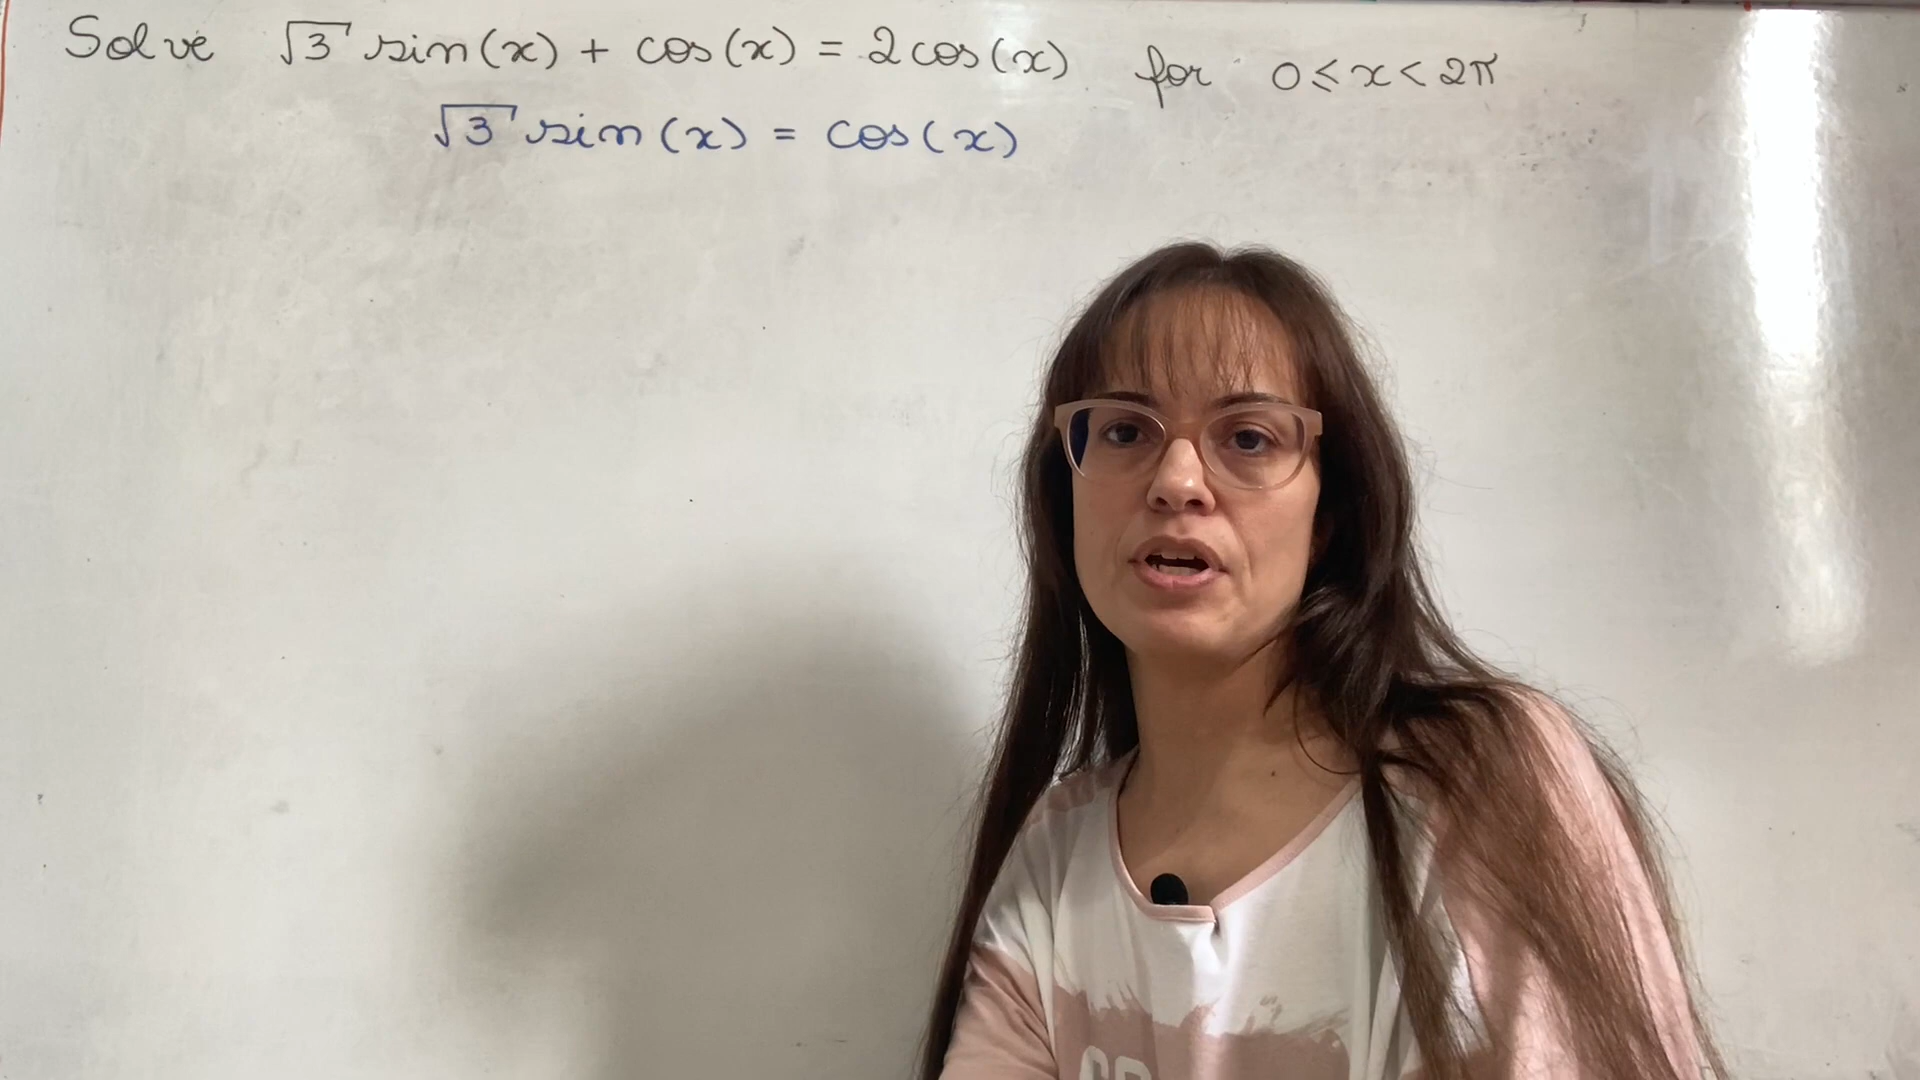 Solve √3 sin(x) + cos(x) = 2cos(x) for 0 ≤ x < 2π
√3 sin(x) = cos(x)